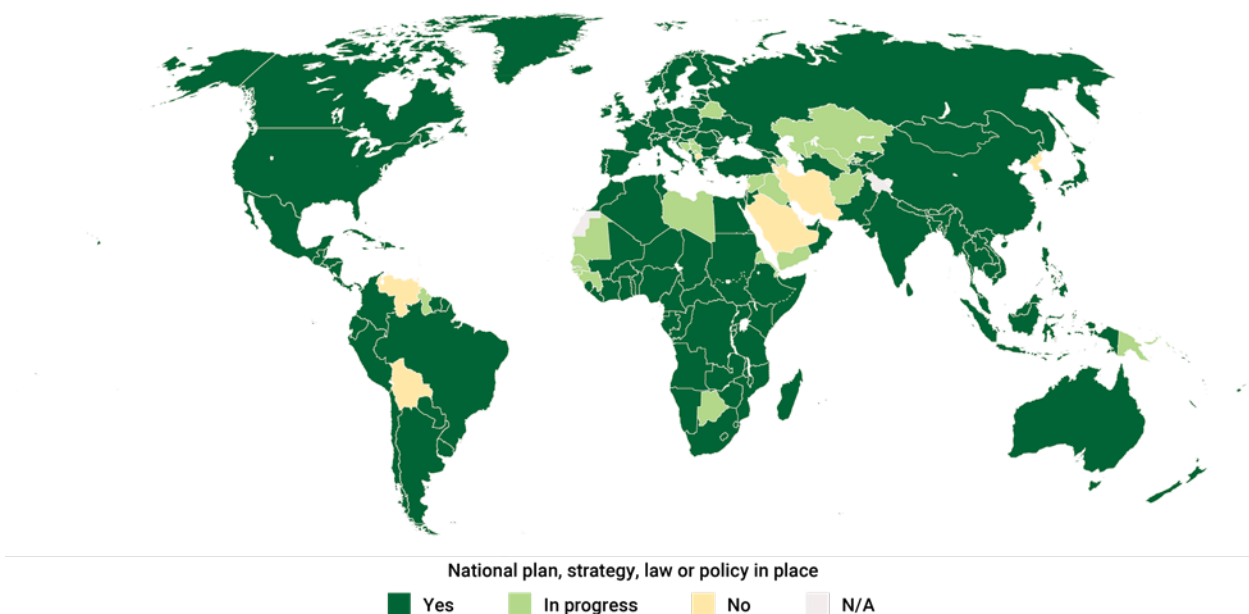 National plan, strategy, law or policy in place
Yes In progress No N/A